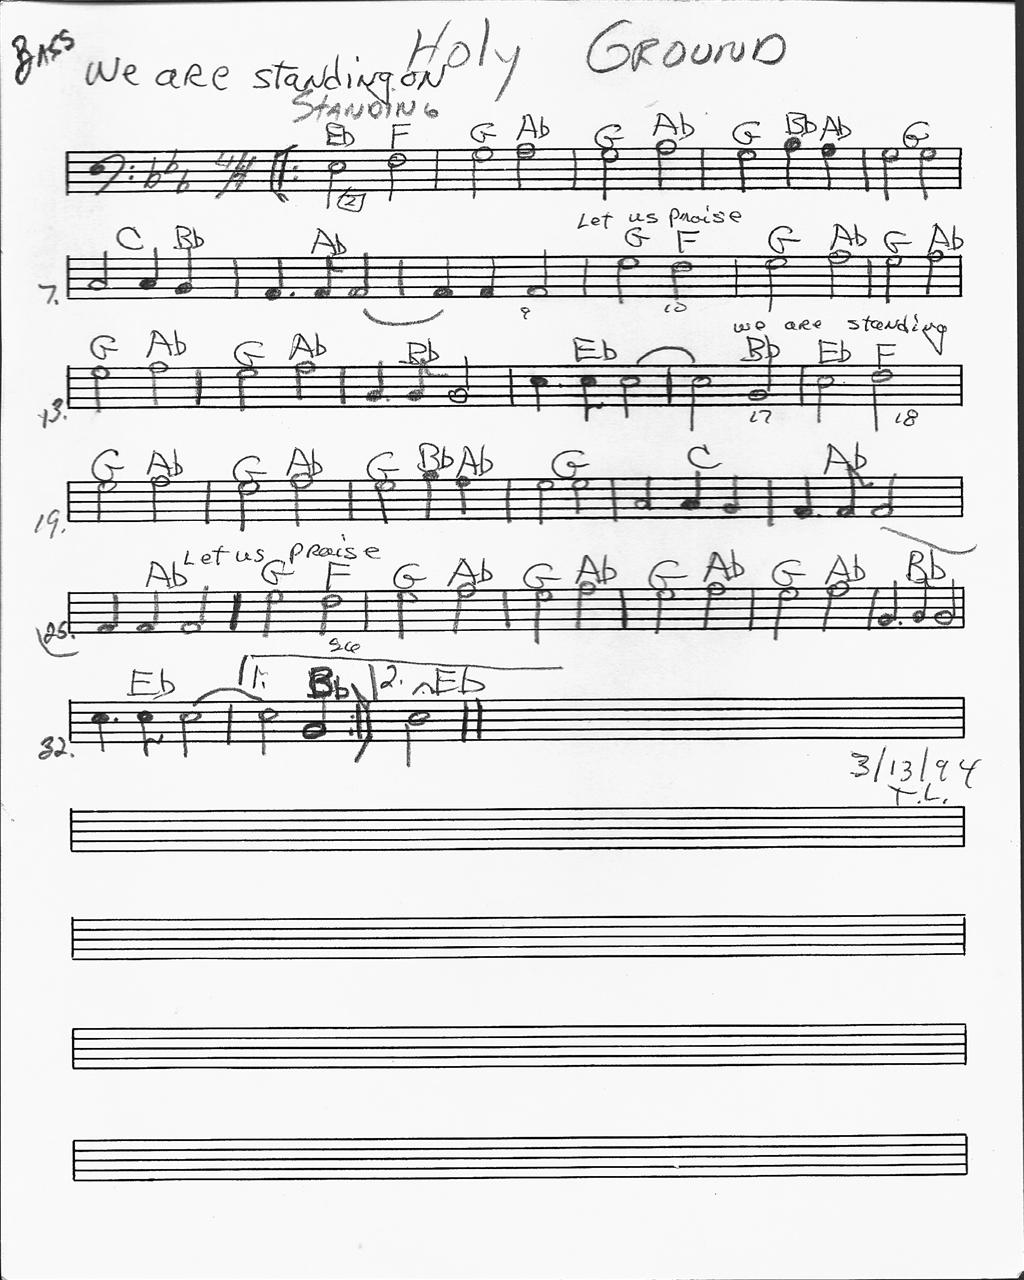 Bass
Holy Ground
We are standing on
Standing
Eb F G Ab G Ab G Bb Ab G
4/4
2
Let us praise
C Bb Ab G F G Ab G Ab
7.
9 10
we are standing
G Ab G Ab Bb Eb Bb Eb F
13.
17 18
G Ab G Ab G Bb Ab G C Ab
19.
Let us praise
Ab G F G Ab G Ab G Ab G Ab Bb
25.
26
Eb 1. Bb 2. Eb
32.
3/13/94
T.L.